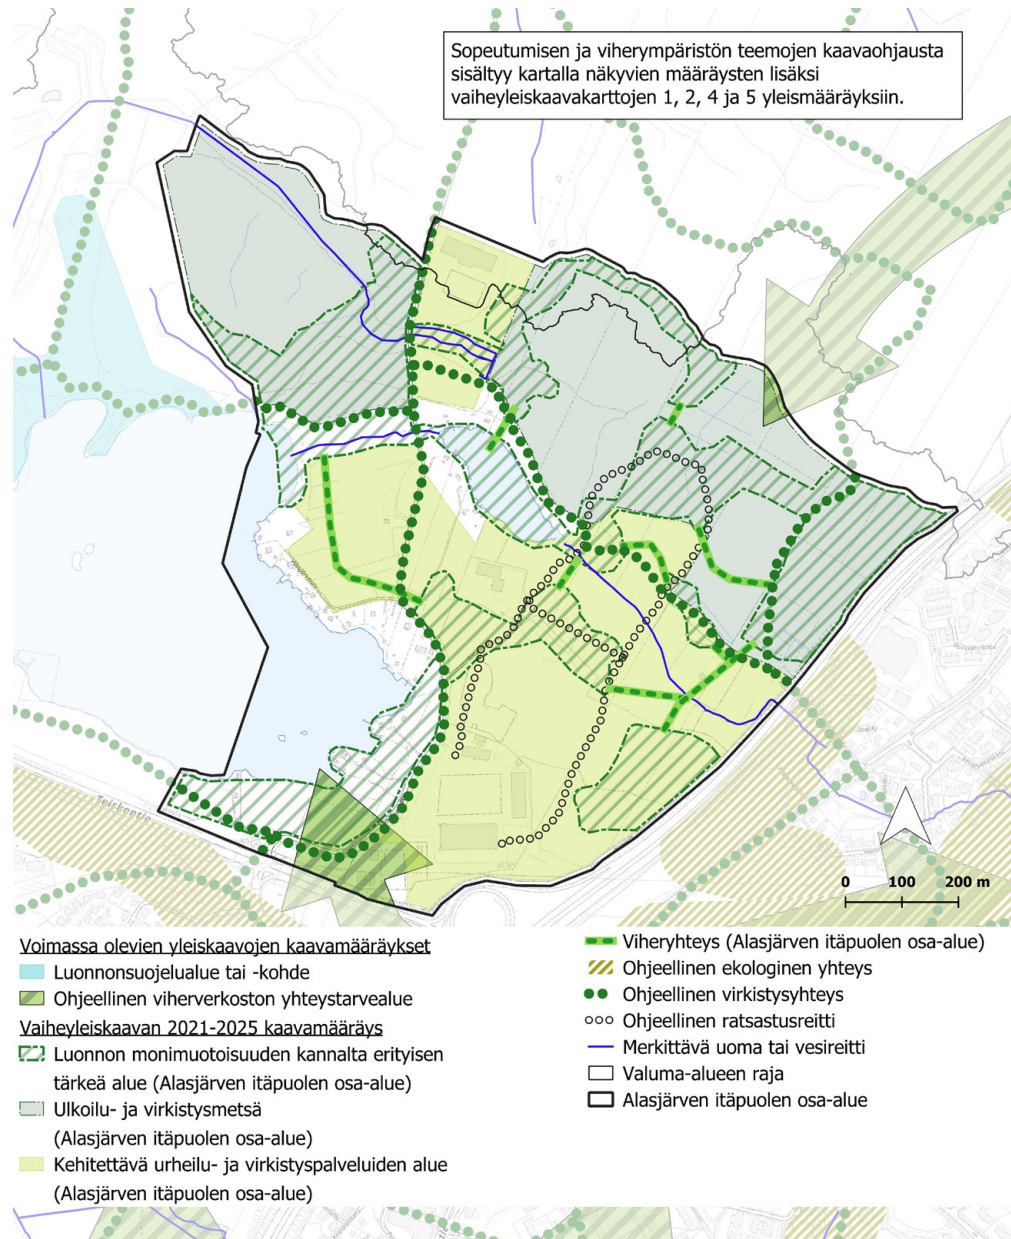 Sopeutumisen ja viherympäristön teemojen kaavaohjausta
sisältyy kartalla näkyvien määräysten lisäksi
vaiheyleiskaavakarttojen 1, 2, 4 ja 5 yleismääräyksiin.
Teiskontie
0 100 200 m
Voimassa olevien yleiskaavojen kaavamääräykset
Luonnonsuojelualue tai -kohde
Ohjeellinen viherverkoston yhteystarvealue
Vaiheyleiskaavan 2021-2025 kaavamääräys
Luonnon monimuotoisuuden kannalta erityisen
tärkeä alue (Alasjärven itäpuolen osa-alue)
Ulkoilu- ja virkistysmetsä
(Alasjärven itäpuolen osa-alue)
Kehitettävä urheilu- ja virkistyspalveluiden alue
(Alasjärven itäpuolen osa-alue)
Viheryhteys (Alasjärven itäpuolen osa-alue)
Ohjeellinen ekologinen yhteys
Ohjeellinen virkistysyhteys
Ohjeellinen ratsastusreitti
Merkittävä uoma tai vesireitti
Valuma-alueen raja
Alasjärven itäpuolen osa-alue